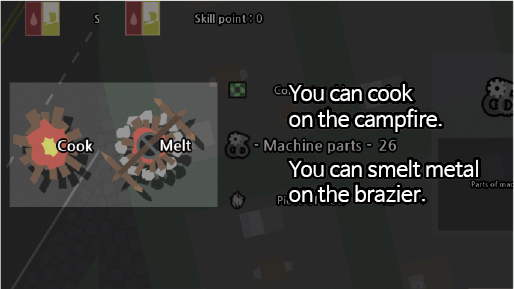 Skill point : 0
You can cook
on the campfire.
Cook
Melt
- Machine parts - 26
You can smelt metal
on the brazier.
Parts of mac